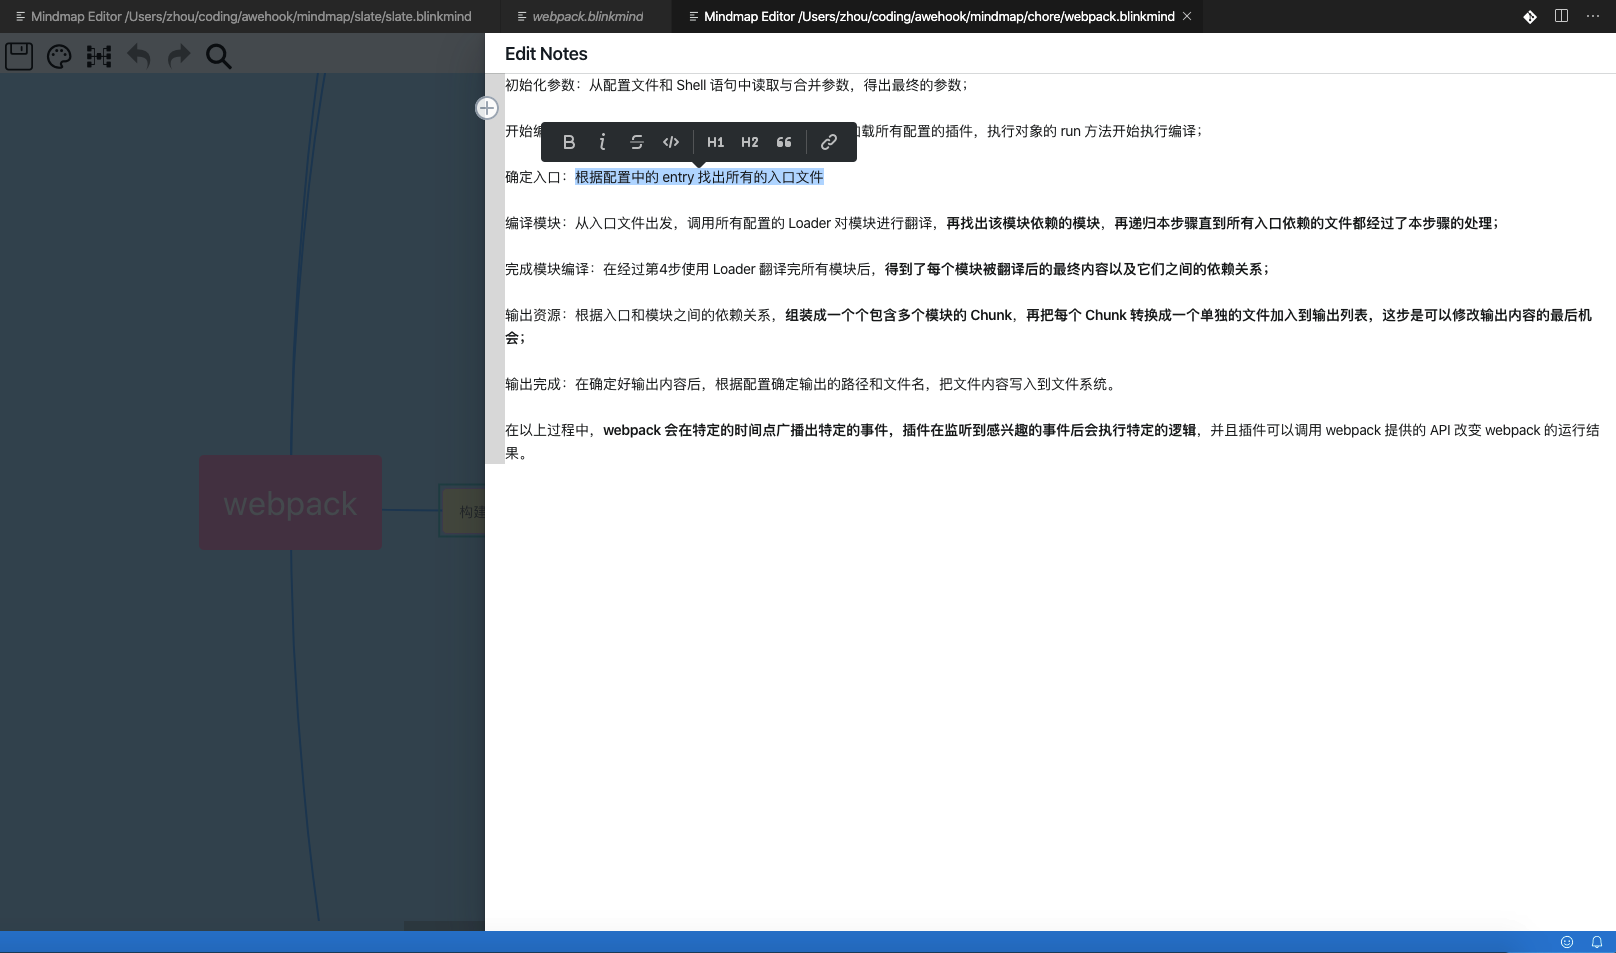 Mindmap Editor /Users/zhou/coding/awehook/mindmap/slate/slate.blinkmind
webpack.blinkmind
Mindmap Editor /Users/zhou/coding/awehook/mindmap/chore/webpack.blinkmind
Edit Notes
初始化参数：从配置文件和 Shell 语句中读取与合并参数，得出最终的参数；
开始编
载所有配置的插件，执行对象的 run 方法开始执行编译；
B i S </> H1 H2
确定入口：根据配置中的 entry 找出所有的入口文件
编译模块：从入口文件出发，调用所有配置的 Loader 对模块进行翻译，再找出该模块依赖的模块，再递归本步骤直到所有入口依赖的文件都经过了本步骤的处理；
完成模块编译：在经过第4步使用 Loader 翻译完所有模块后，得到了每个模块被翻译后的最终内容以及它们之间的依赖关系；
输出资源：根据入口和模块之间的依赖关系，组装成一个个包含多个模块的 Chunk，再把每个 Chunk 转换成一个单独的文件加入到输出列表，这步是可以修改输出内容的最后机
会；
输出完成：在确定好输出内容后，根据配置确定输出的路径和文件名，把文件内容写入到文件系统。
在以上过程中，webpack 会在特定的时间点广播出特定的事件，插件在监听到感兴趣的事件后会执行特定的逻辑，并且插件可以调用 webpack 提供的 API 改变 webpack 的运行结
果。
webpack
构建